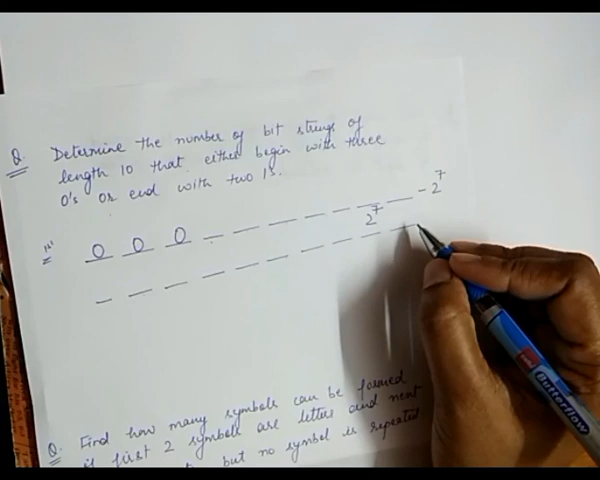 Q. Determine the number of bit strings of
length 10 that either begin with three
0's or end with two 1s.
0 0 0 _ _ _ _ _ _ _ - 2^7
2^7
_ _ _ _ _ _ _ _ _ _
Q. Find how many symbols can be formed
if first 2 symbols are letters and next
but no symbol is repeated
Butterflow